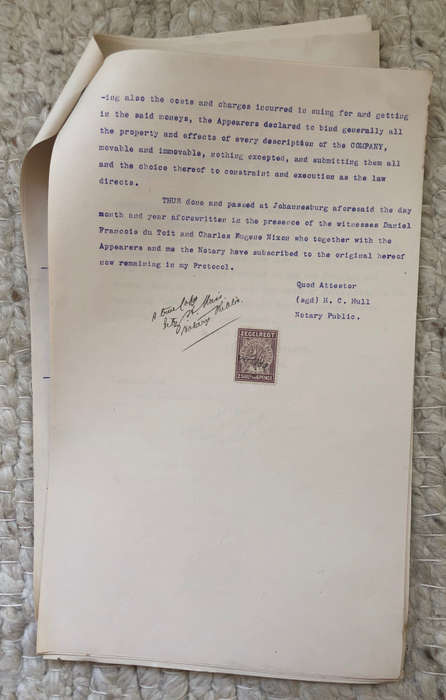 -ing also the costs and charges incurred in suing for and getting
in the said moneys, the Appearers declared to bind generally all
the property and effects of every description of the COMPANY,
movable and immovable, nothing excepted, and submitting them all
and the choice thereof to constraint and execution as the law
directs.
THUS done and passed at Johannesburg aforesaid the day
month and year aforewritten in the presence of the witnesses Daniel
Francois du Toit and Charles Eugene Nixon who together with the
Appearers and me the Notary have subscribed to the original hereof
now remaining in my Protocol.
Quod Attestor
(sgd) H. C. Hull
Notary Public.
A true Copy
Notary Public.
ZEGELREGT